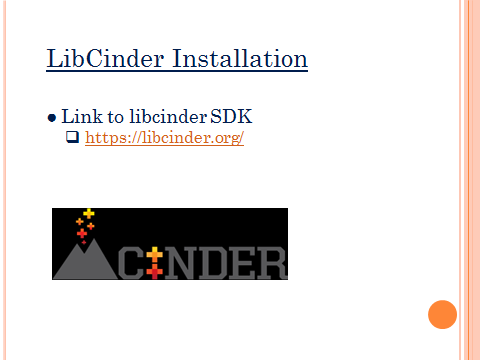 LibCinder Installation
● Link to libcinder SDK
❑ https://libcinder.org/
CINDER